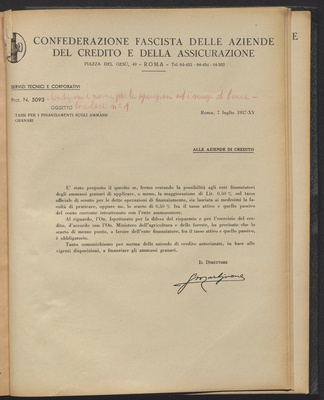 CONFEDERAZIONE FASCISTA DELLE AZIENDE
DEL CREDITO E DELLA ASSICURAZIONE
PIAZZA DEL GESÙ, 49 - ROMA - Tel.
SERVIZI TECNICI E CORPORATIVI
Prot. N. 5093
OGGETTO
TASSI PER I FINANZIAMENTI SUGLI AMMASSI
GRANARI
Roma, 7 luglio 1937-XV
ALLE AZIENDE DI CREDITO
E' stato proposto il quesito se, ferma restando la possibilità agli enti finanziatori
degli ammassi granari di applicare, o meno, la maggiorazione di Lit. 0,50 % sul tasso
ufficiale di sconto per le dette operazioni di finanziamento, sia lasciata ai medesimi la fa-
coltà di praticare, oppure no, lo scarto di 0,50 % fra il tasso attivo e quello passivo
del conto corrente intrattenuto con l'ente ammassatore.
Al riguardo, l'On. Ispettorato per la difesa del risparmio e per l'esercizio del cre-
dito, d'accordo con l'On. Ministero dell'agricoltura e delle foreste, ha precisato che lo
scarto di mezzo punto, a favore dell'ente finanziatore, fra il tasso attivo e quello passivo,
è obbligatorio.
Tanto comunichiamo per norma delle aziende di credito autorizzate, in base alle
vigenti disposizioni, a finanziare gli ammassi granari.
IL DIRETTORE
E